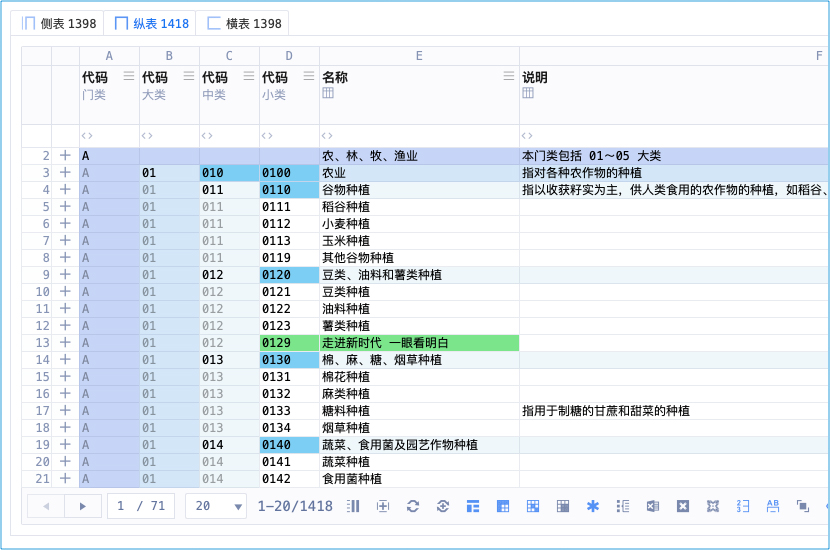 侧表 1398 纵表 1418 横表 1398
A B C D E F
代码 代码 代码 代码 名称 说明
门类 大类 中类 小类
<> <> <> <> <> <>
2 + A 农、林、牧、渔业 本门类包括 01～05 大类
3 + A 01 010 0100 农业 指对各种农作物的种植
4 + A 01 011 0110 谷物种植 指以收获籽实为主，供人类食用的农作物的种植，如稻谷、
5 + A 01 011 0111 稻谷种植
6 + A 01 011 0112 小麦种植
7 + A 01 011 0113 玉米种植
8 + A 01 011 0119 其他谷物种植
9 + A 01 012 0120 豆类、油料和薯类种植
10 + A 01 012 0121 豆类种植
11 + A 01 012 0122 油料种植
12 + A 01 012 0123 薯类种植
13 + A 01 012 0129 走进新时代 一眼看明白
14 + A 01 013 0130 棉、麻、糖、烟草种植
15 + A 01 013 0131 棉花种植
16 + A 01 013 0132 麻类种植
17 + A 01 013 0133 糖料种植 指用于制糖的甘蔗和甜菜的种植
18 + A 01 013 0134 烟草种植
19 + A 01 014 0140 蔬菜、食用菌及园艺作物种植
20 + A 01 014 0141 蔬菜种植
21 + A 01 014 0142 食用菌种植
1 / 71 20 1-20/1418